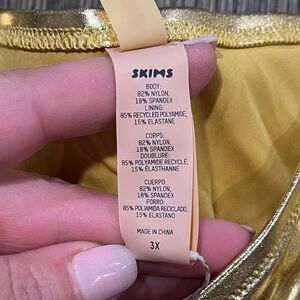 SKIMS
BODY:
82% NYLON,
18% SPANDEX
LINING:
85% RECYCLED POLYAMIDE,
15% ELASTANE
CORPS:
82% NYLON,
18% SPANDEX
DOUBLURE:
85% POLYAMIDE RECYCLÉ,
15% ÉLASTHANNE
CUERPO:
82% NYLON,
18% SPANDEX
FORRO:
85% POLIAMIDA RECICLADO,
15% ELASTANO
MADE IN CHINA
3X